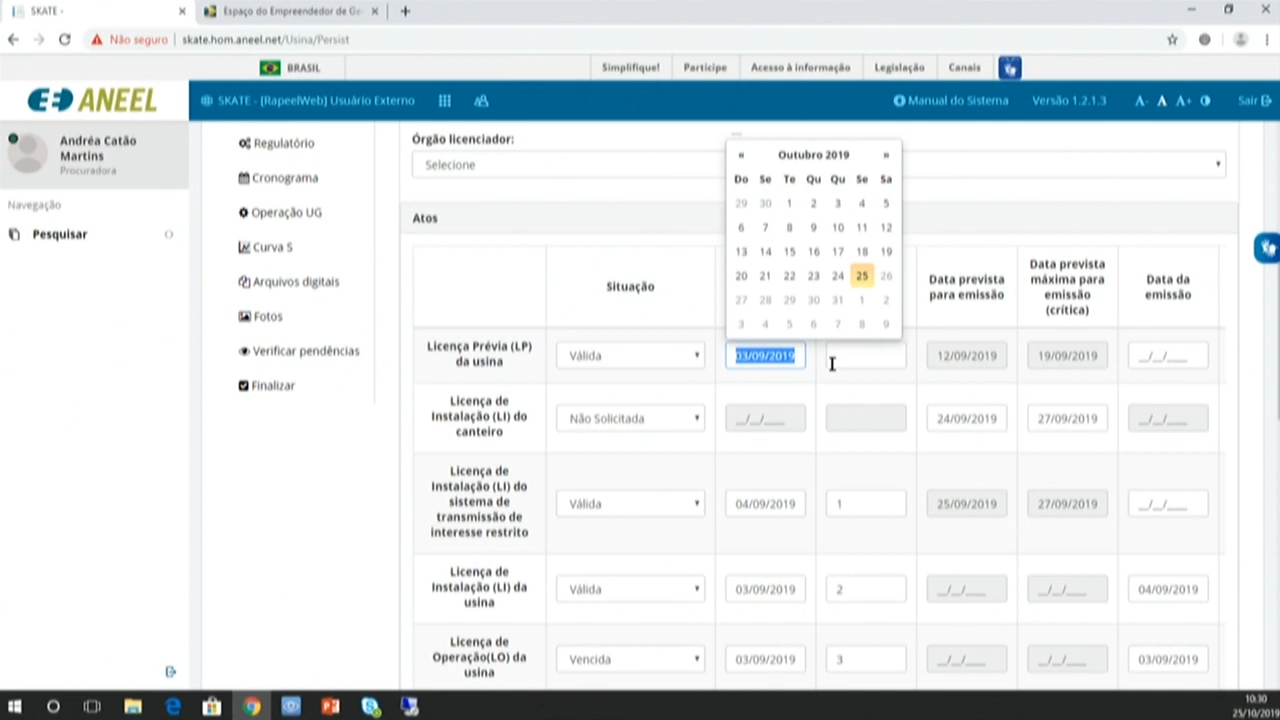 SKATE -
Espaço do Empreendedor de G
Não seguro
skate.hom.aneel.net/Usina/Persist
BRASIL
Simplifique!
Participe
Acesso à informação
Legislação
Canais
ANEEL
SKATE - [RapeelWeb] Usuário Externo
Manual do Sistema
Versão 1.2.1.3
A-
A
A+
Sair
Andréa Catão
Martins
Procuradora
Navegação
Pesquisar
Regulatório
Cronograma
Operação UG
Curva S
Arquivos digitais
Fotos
Verificar pendências
Finalizar
Órgão licenciador:
Selecione
Atos
« Outubro 2019 »
Do Se Te Qu Qu Se Sa
29 30 1 2 3 4 5
6 7 8 9 10 11 12
13 14 15 16 17 18 19
20 21 22 23 24 25 26
27 28 29 30 31 1 2
3 4 5 6 7 8 9
Situação
Data prevista
para emissão
Data prevista
máxima para
emissão
(crítica)
Data da
emissão
Licença Prévia (LP)
da usina
Válida
03/09/2019
12/09/2019
19/09/2019
_/_/___
Licença de
Instalação (LI) do
canteiro
Não Solicitada
_/_/___
24/09/2019
27/09/2019
_/_/___
Licença de
Instalação (LI) do
sistema de
transmissão de
interesse restrito
Válida
04/09/2019
1
25/09/2019
27/09/2019
_/_/___
Licença de
Instalação (LI) da
usina
Válida
03/09/2019
2
_/_/___
_/_/___
04/09/2019
Licença de
Operação(LO) da
usina
Vencida
03/09/2019
3
_/_/___
_/_/___
03/09/2019
10:30
25/10/2019